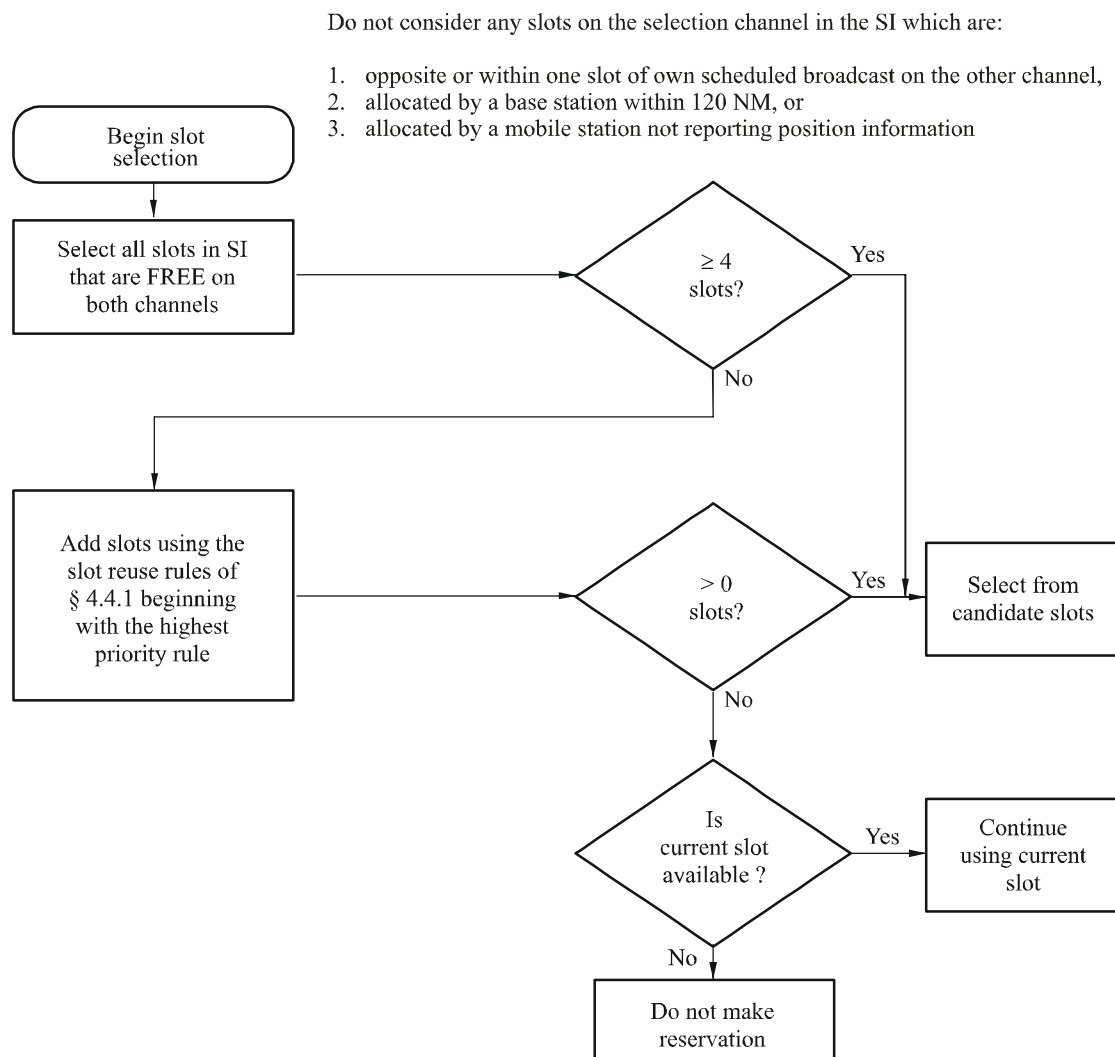 Do not consider any slots on the selection channel in the SI which are:
1. opposite or within one slot of own scheduled broadcast on the other channel,
2. allocated by a base station within 120 NM, or
3. allocated by a mobile station not reporting position information
Begin slot
selection
Select all slots in SI
that are FREE on
both channels
≥ 4
slots?
Yes
No
Add slots using the
slot reuse rules of
§ 4.4.1 beginning
with the highest
priority rule
> 0
slots?
Yes
Select from
candidate slots
No
Is
current slot
available ?
Yes
Continue
using current
slot
No
Do not make
reservation